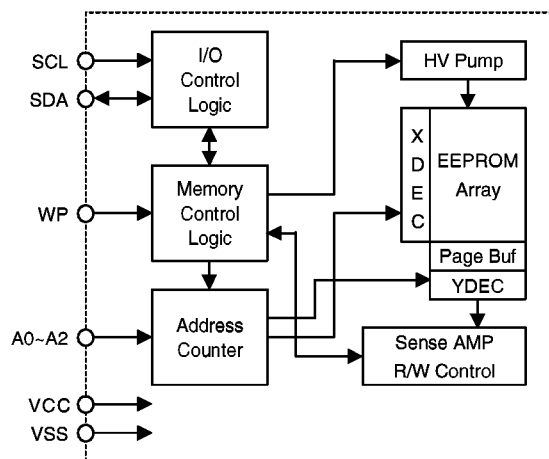 SCL
SDA
WP
A0~A2
VCC
VSS
I/O
Control
Logic
Memory
Control
Logic
Address
Counter
HV Pump
X
D
E
C
EEPROM
Array
Page Buf
YDEC
Sense AMP
R/W Control